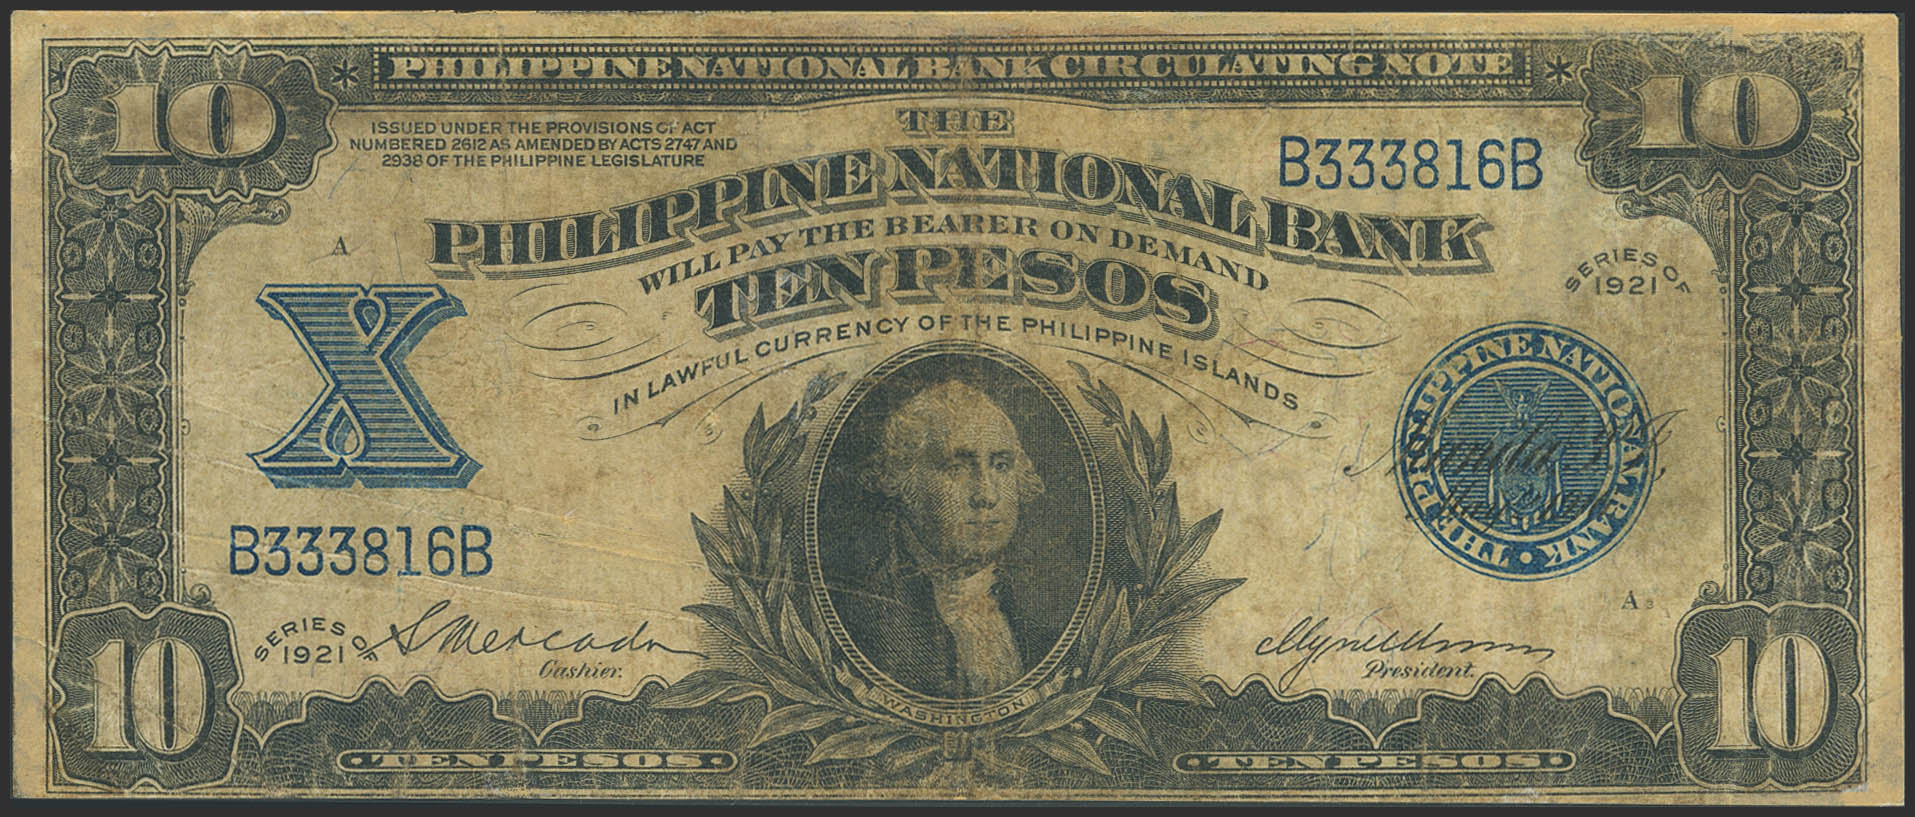 PHILIPPINE NATIONAL BANK CIRCULATING NOTE
10
10
ISSUED UNDER THE PROVISIONS OF ACT
NUMBERED 2612 AS AMENDED BY ACTS 2747 AND
2938 OF THE PHILIPPINE LEGISLATURE
THE
PHILIPPINE NATIONAL BANK
B333816B
WILL PAY THE BEARER ON DEMAND
TEN PESOS
IN LAWFUL CURRENCY OF THE PHILIPPINE ISLANDS
A
SERIES OF
1921
X
THE PHILIPPINE NATIONAL BANK
Manila P.I.,
B333816B
A
SERIES OF
1921
S Mercado
Cashier.
President.
WASHINGTON
10
TEN PESOS
TEN PESOS
10